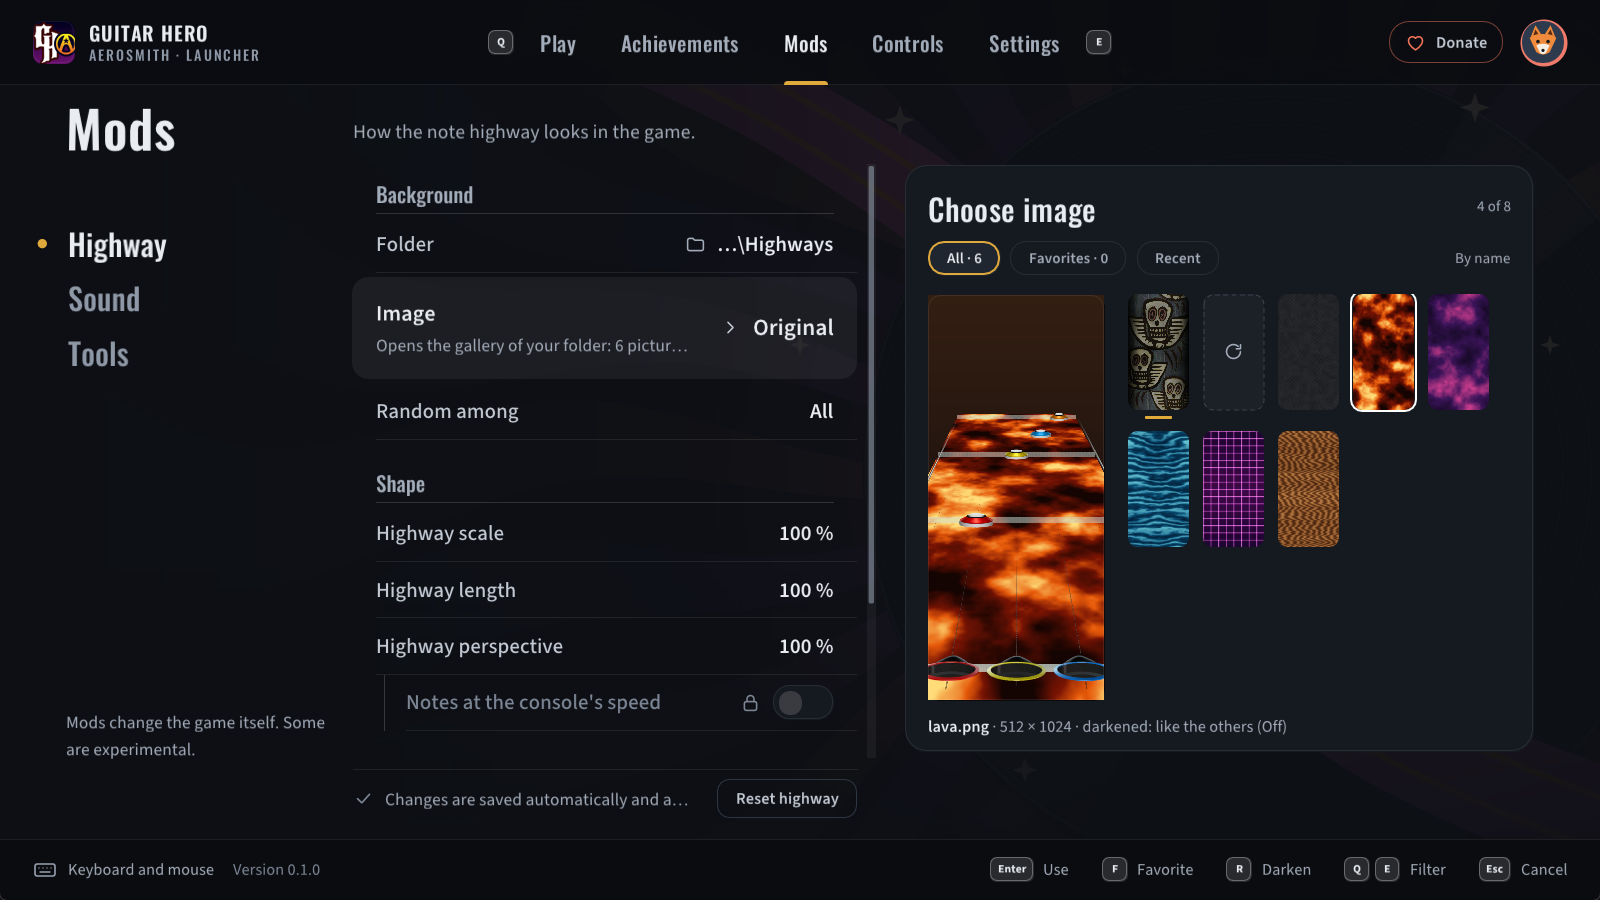 GUITAR HERO
AEROSMITH · LAUNCHER
Q
Play
Achievements
Mods
Controls
Settings
E
Donate
Mods
Highway
Sound
Tools
Mods change the game itself. Some
are experimental.
How the note highway looks in the game.
Background
Folder
...\Highways
Image
Original
Opens the gallery of your folder: 6 pictur...
Random among
All
Shape
Highway scale
100 %
Highway length
100 %
Highway perspective
100 %
Notes at the console's speed
Changes are saved automatically and a...
Reset highway
Choose image
4 of 8
All · 6
Favorites · 0
Recent
By name
lava.png · 512 × 1024 · darkened: like the others (Off)
Keyboard and mouse
Version 0.1.0
Enter Use
F Favorite
R Darken
Q E Filter
Esc Cancel